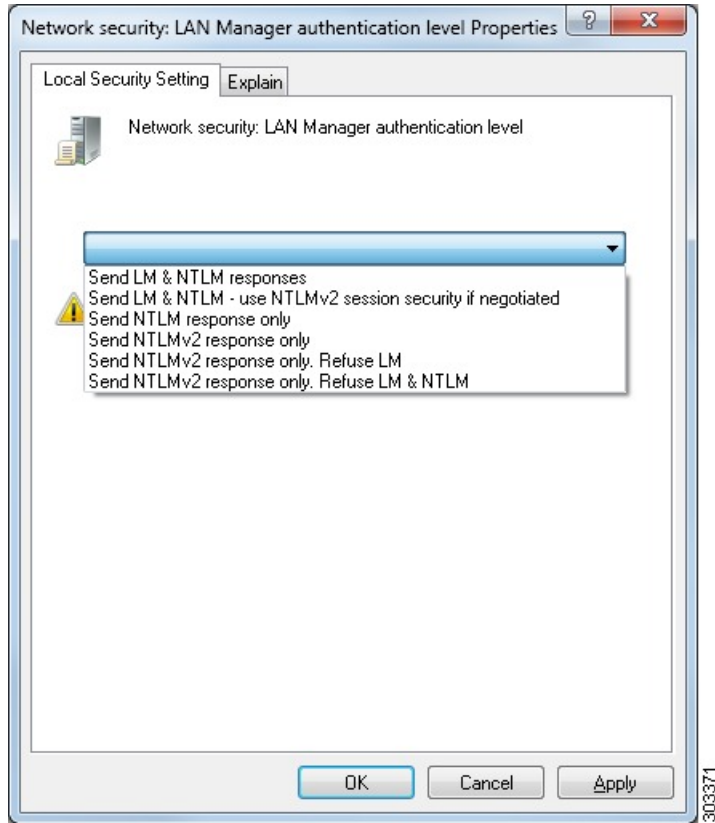 Network security: LAN Manager authentication level Properties
Local Security Setting
Explain
Network security: LAN Manager authentication level
Send LM & NTLM responses
Send LM & NTLM - use NTLMv2 session security if negotiated
Send NTLM response only
Send NTLMv2 response only
Send NTLMv2 response only. Refuse LM
Send NTLMv2 response only. Refuse LM & NTLM
OK
Cancel
Apply
303371